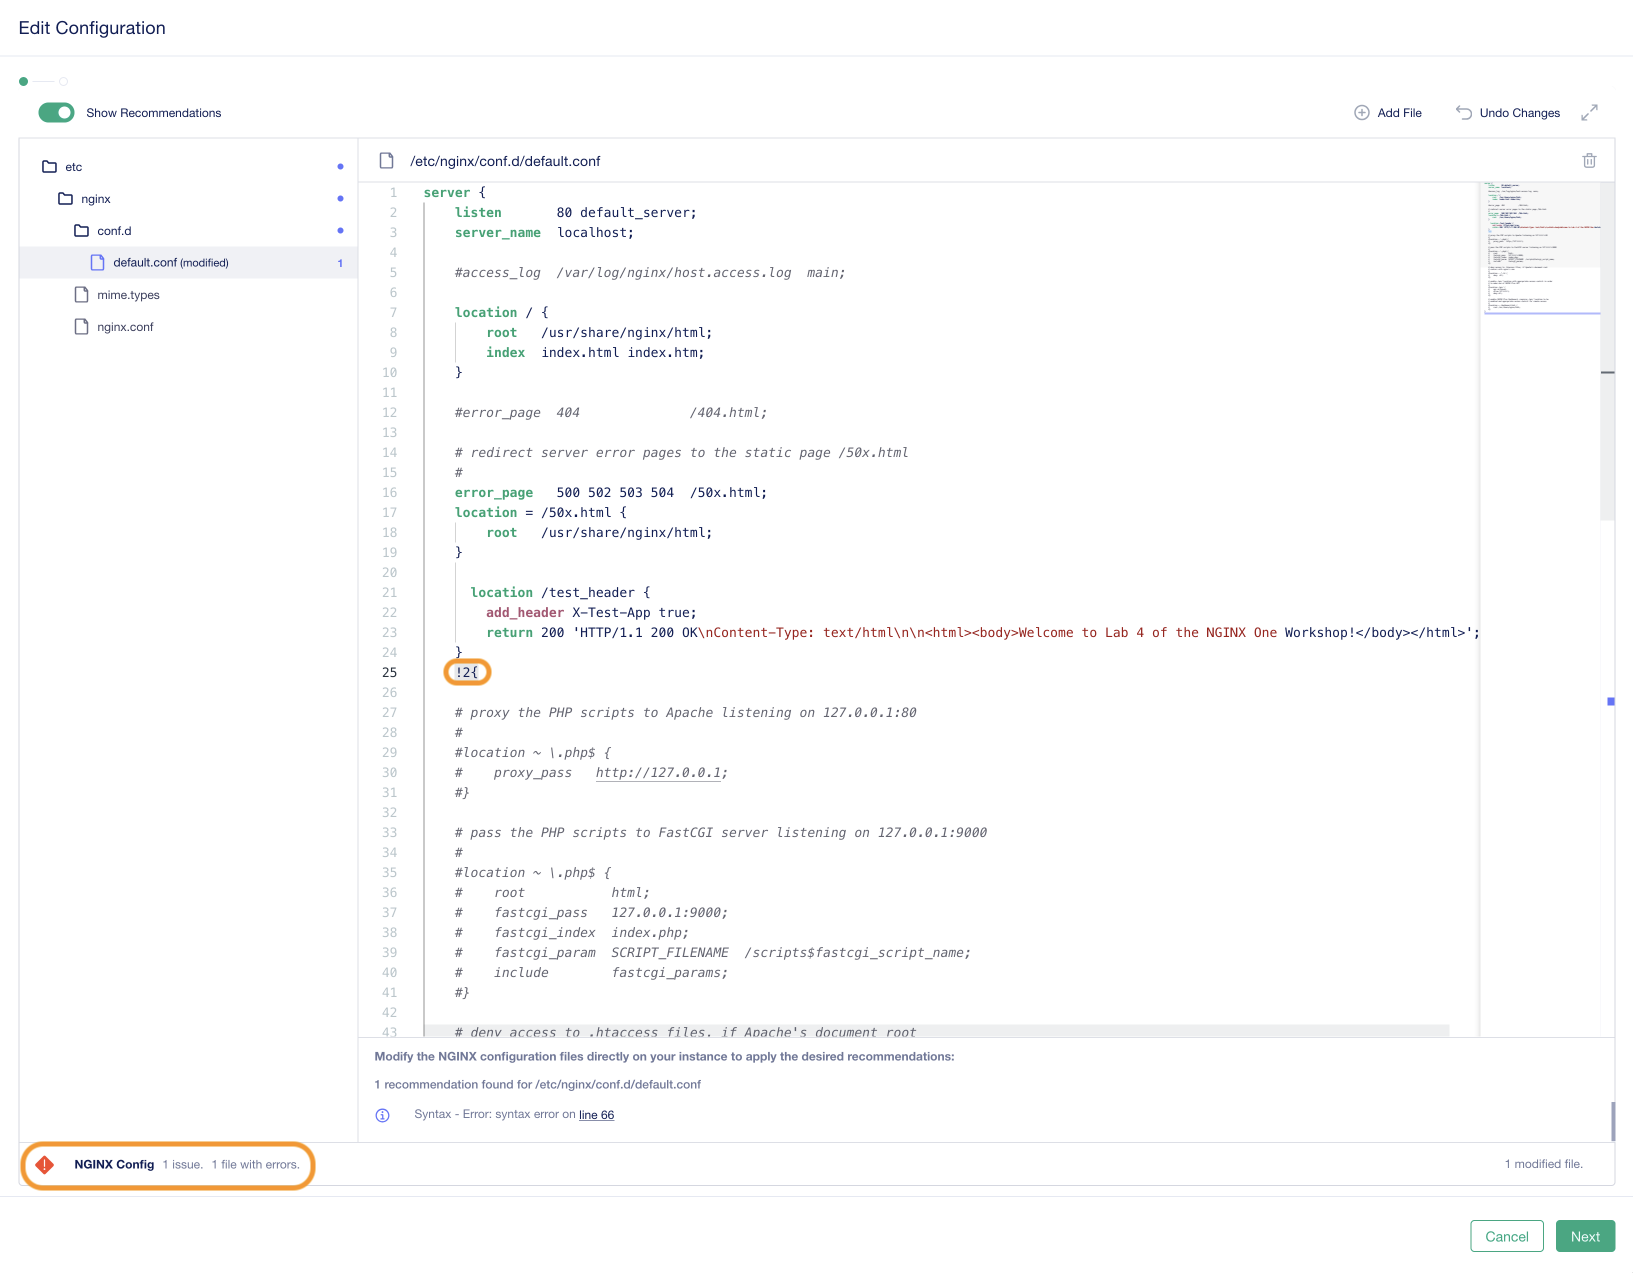 Edit Configuration
Show Recommendations
Add File
Undo Changes
etc
nginx
conf.d
default.conf (modified) 1
mime.types
nginx.conf
/etc/nginx/conf.d/default.conf
1 server {
2     listen       80 default_server;
3     server_name  localhost;
4
5     #access_log  /var/log/nginx/host.access.log  main;
6
7     location / {
8         root   /usr/share/nginx/html;
9         index  index.html index.htm;
10     }
11
12     #error_page  404              /404.html;
13
14     # redirect server error pages to the static page /50x.html
15     #
16     error_page   500 502 503 504  /50x.html;
17     location = /50x.html {
18         root   /usr/share/nginx/html;
19     }
20
21       location /test_header {
22         add_header X-Test-App true;
23         return 200 'HTTP/1.1 200 OK\nContent-Type: text/html\n\n<html><body>Welcome to Lab 4 of the NGINX One Workshop!</body></html>';
24     }
25     !2{
26
27     # proxy the PHP scripts to Apache listening on 127.0.0.1:80
28     #
29     #location ~ \.php$ {
30     #    proxy_pass   http://127.0.0.1;
31     #}
32
33     # pass the PHP scripts to FastCGI server listening on 127.0.0.1:9000
34     #
35     #location ~ \.php$ {
36     #    root           html;
37     #    fastcgi_pass   127.0.0.1:9000;
38     #    fastcgi_index  index.php;
39     #    fastcgi_param  SCRIPT_FILENAME  /scripts$fastcgi_script_name;
40     #    include        fastcgi_params;
41     #}
42
43     # deny access to .htaccess files, if Apache's document root
Modify the NGINX configuration files directly on your instance to apply the desired recommendations:
1 recommendation found for /etc/nginx/conf.d/default.conf
Syntax - Error: syntax error on line 66
NGINX Config 1 issue. 1 file with errors.
1 modified file.
Cancel
Next